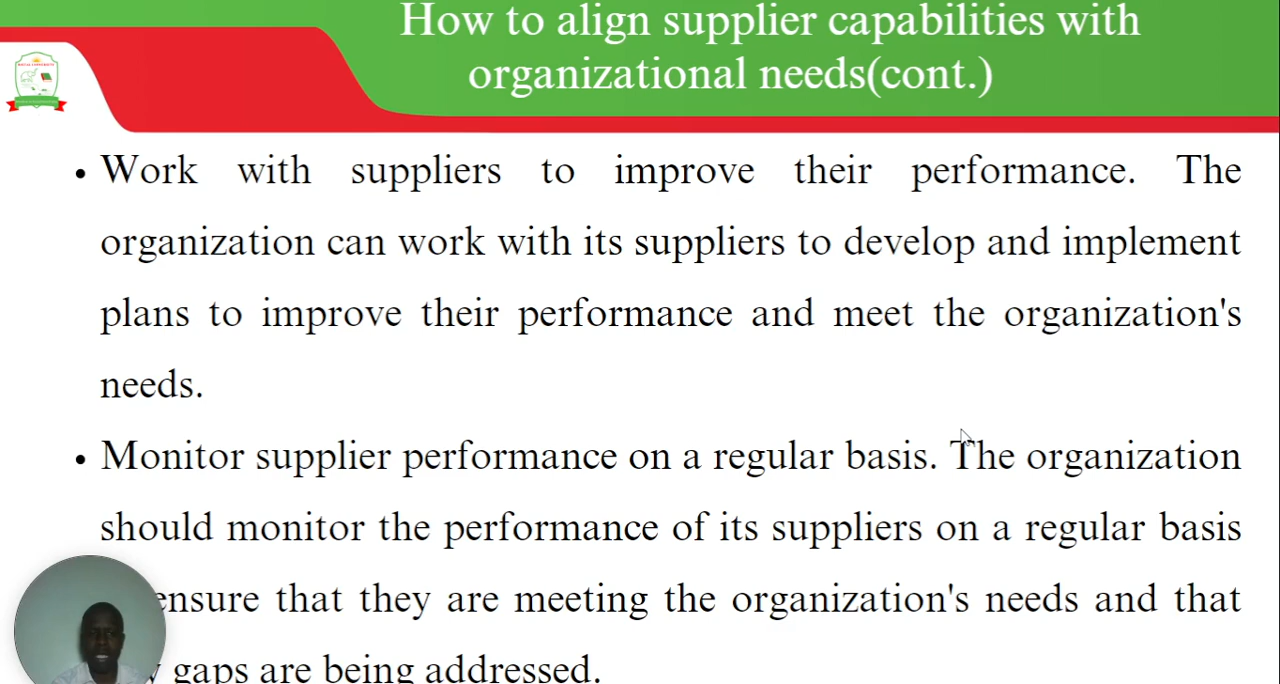 How to align supplier capabilities with
organizational needs(cont.)
• Work with suppliers to improve their performance. The
organization can work with its suppliers to develop and implement
plans to improve their performance and meet the organization's
needs.
• Monitor supplier performance on a regular basis. The organization
should monitor the performance of its suppliers on a regular basis
ensure that they are meeting the organization's needs and that
gaps are being addressed.